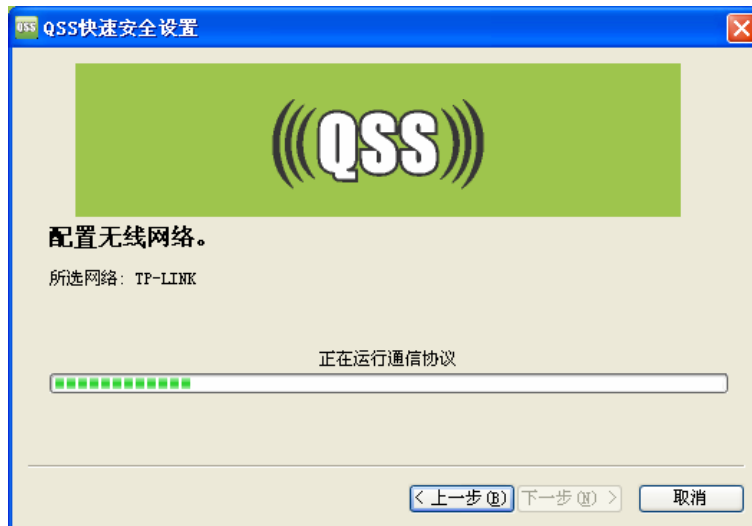 QSS QSS快速安全设置
(((QSS)))
配置无线网络。
所选网络: TP-LINK
正在运行通信协议
< 上一步(B) 下一步(N) > 取消